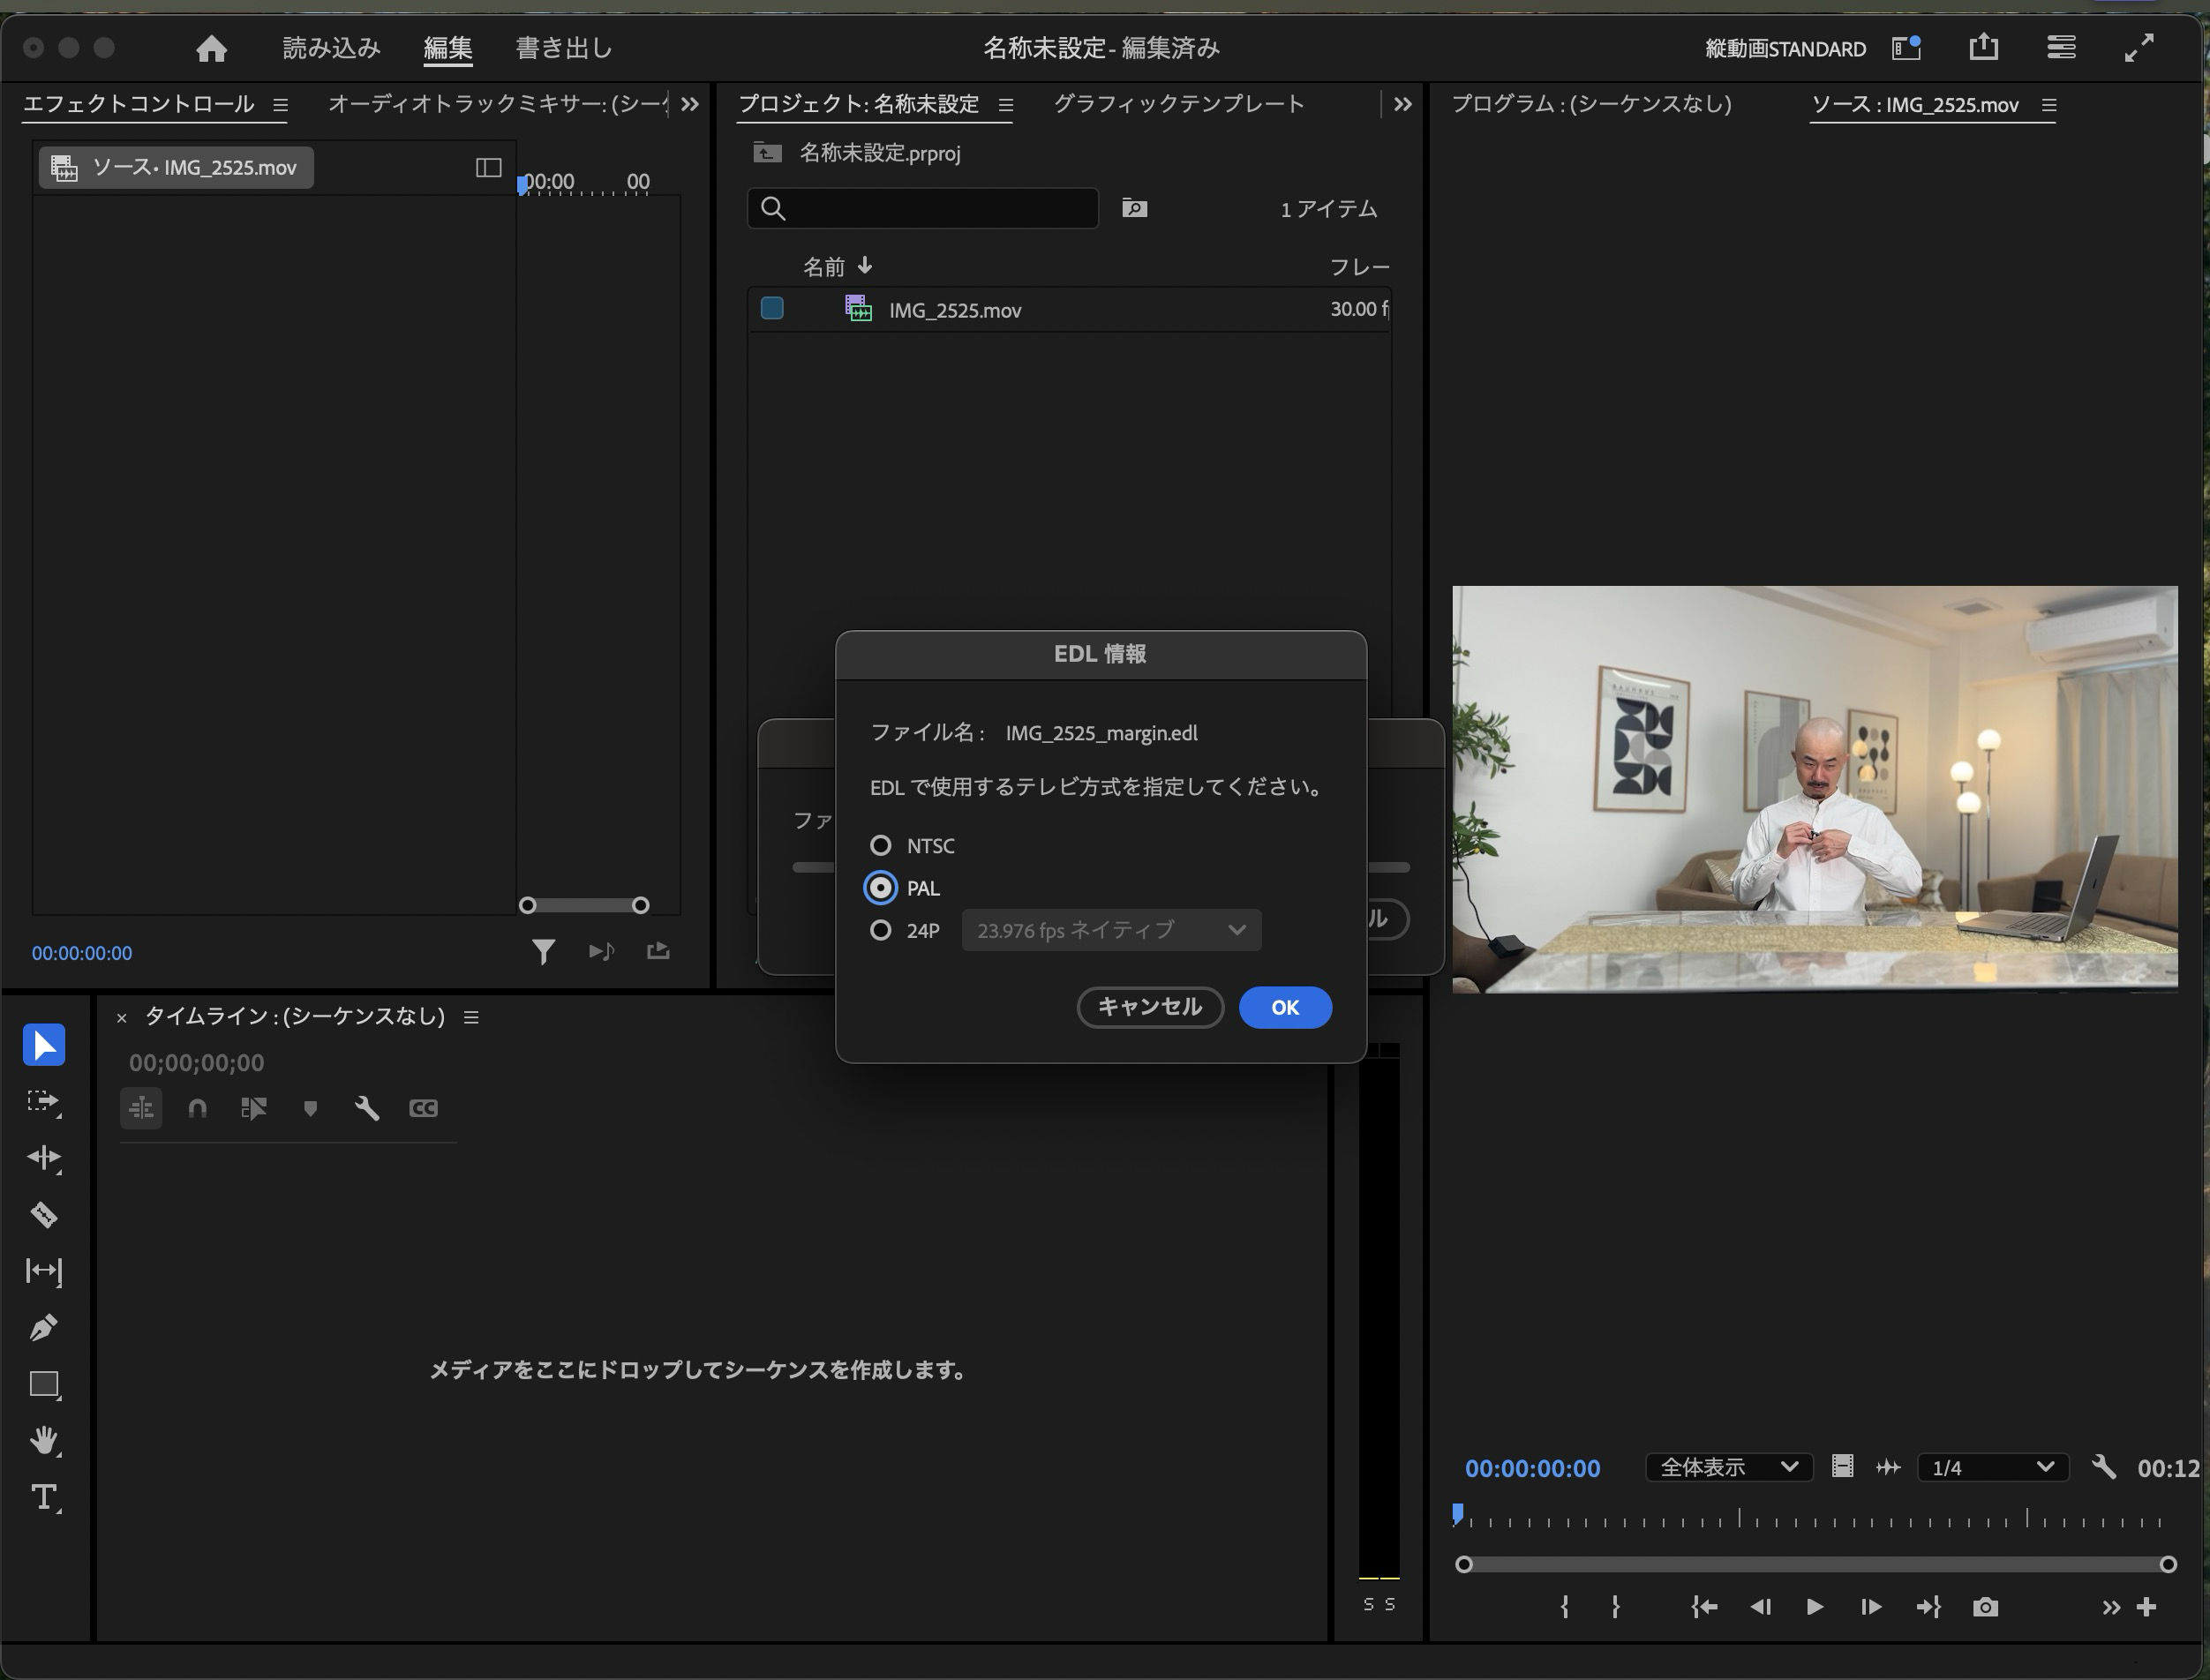 読み込み
編集
書き出し
名称未設定 - 編集済み
縦動画STANDARD
エフェクトコントロール
オーディオトラックミキサー: (シー
プロジェクト: 名称未設定
グラフィックテンプレート
プログラム : (シーケンスなし)
ソース : IMG_2525.mov
ソース・IMG_2525.mov
00:00
00
名称未設定.prproj
1 アイテム
名前
フレー
IMG_2525.mov
30.00 f
EDL 情報
ファイル名 : IMG_2525_margin.edl
EDL で使用するテレビ方式を指定してください。
ファ
NTSC
PAL
24P
23.976 fps ネイティブ
ル
キャンセル
OK
BAUHAUS
00:00:00:00
× タイムライン : (シーケンスなし)
00;00;00;00
CC
メディアをここにドロップしてシーケンスを作成します。
T
S S
00:00:00:00
全体表示
1/4
00:12